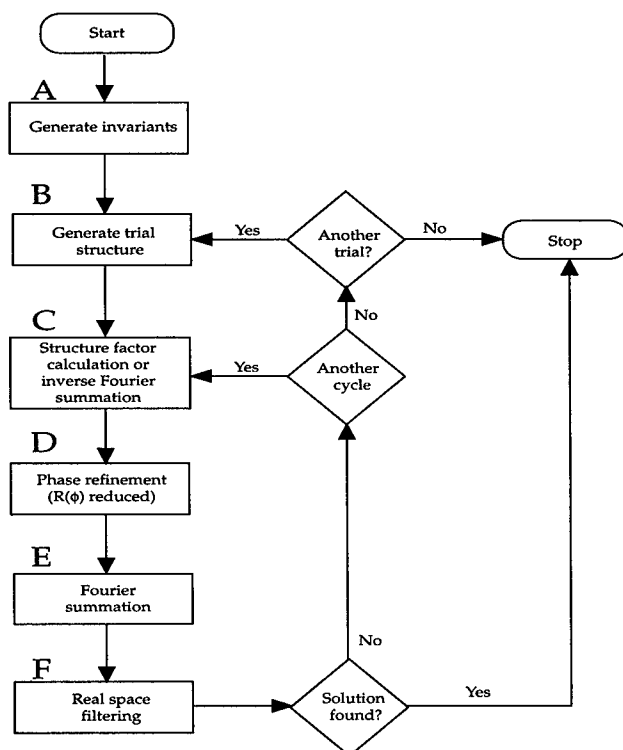 Start
A
Generate invariants
B
Generate trial
structure
Yes
Another
trial?
No
Stop
No
C
Structure factor
calculation or
inverse Fourier
summation
Yes
Another
cycle
D
Phase refinement
(R(ϕ) reduced)
E
Fourier
summation
No
F
Real space
filtering
Solution
found?
Yes